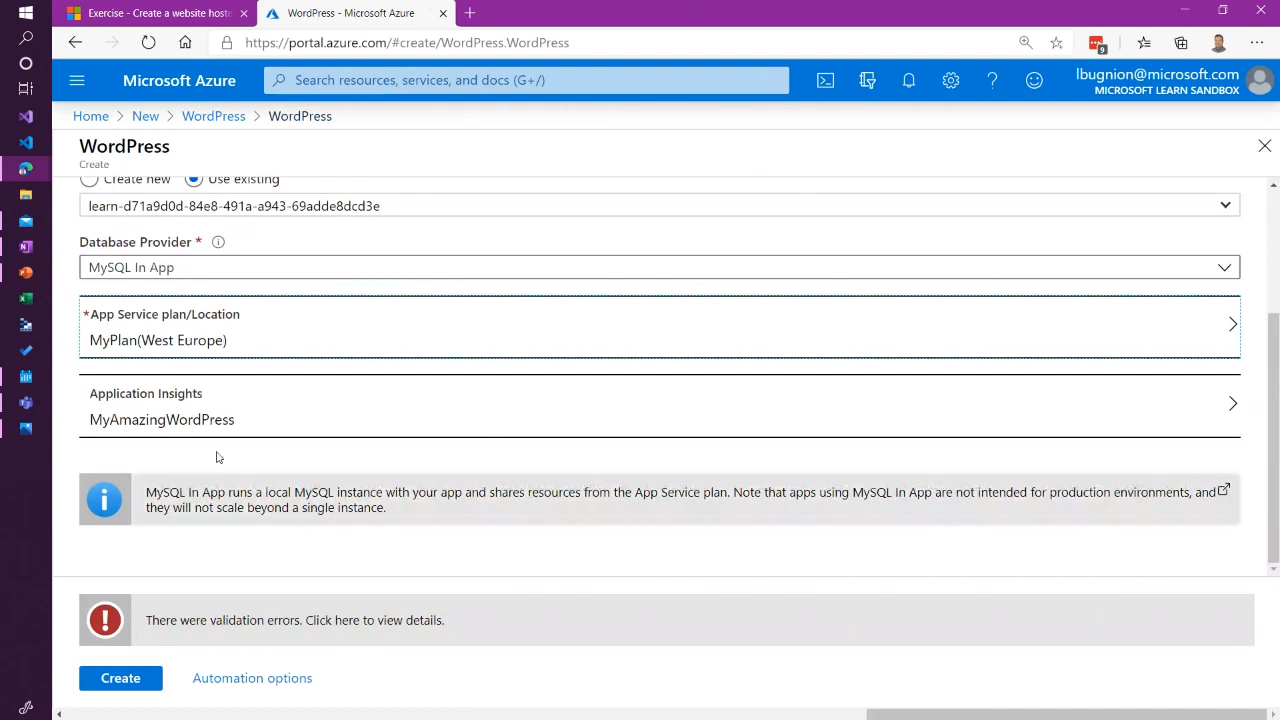 Exercise - Create a website hoste
WordPress - Microsoft Azure
https://portal.azure.com/#create/WordPress.WordPress
9
Microsoft Azure
Search resources, services, and docs (G+/)
lbugnion@microsoft.com
MICROSOFT LEARN SANDBOX
Home > New > WordPress > WordPress
WordPress
Create
Create new Use existing
learn-d71a9d0d-84e8-491a-a943-69adde8dcd3e
Database Provider *
MySQL In App
*App Service plan/Location
MyPlan(West Europe)
Application Insights
MyAmazingWordPress
MySQL In App runs a local MySQL instance with your app and shares resources from the App Service plan. Note that apps using MySQL In App are not intended for production environments, and
they will not scale beyond a single instance.
There were validation errors. Click here to view details.
Create
Automation options